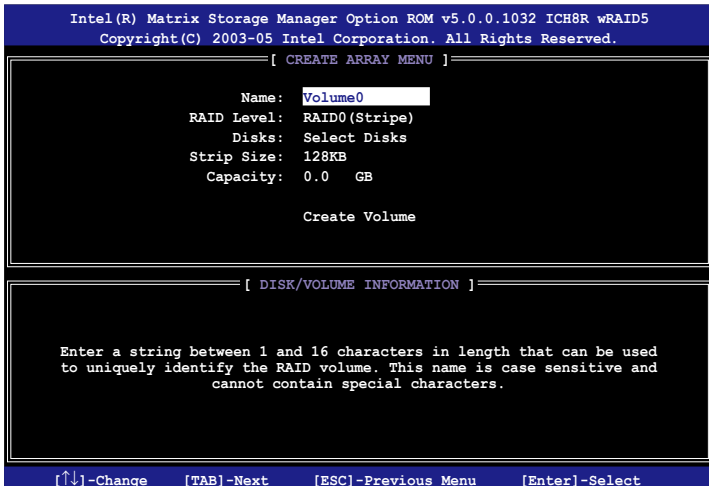 Intel(R) Matrix Storage Manager Option ROM v5.0.0.1032 ICH8R wRAID5
Copyright(C) 2003-05 Intel Corporation. All Rights Reserved.
[ CREATE ARRAY MENU ]
Name: Volume0
RAID Level: RAID0(Stripe)
Disks: Select Disks
Strip Size: 128KB
Capacity: 0.0 GB
Create Volume
[ DISK/VOLUME INFORMATION ]
Enter a string between 1 and 16 characters in length that can be used
to uniquely identify the RAID volume. This name is case sensitive and
cannot contain special characters.
[↑↓]-Change [TAB]-Next [ESC]-Previous Menu [Enter]-Select